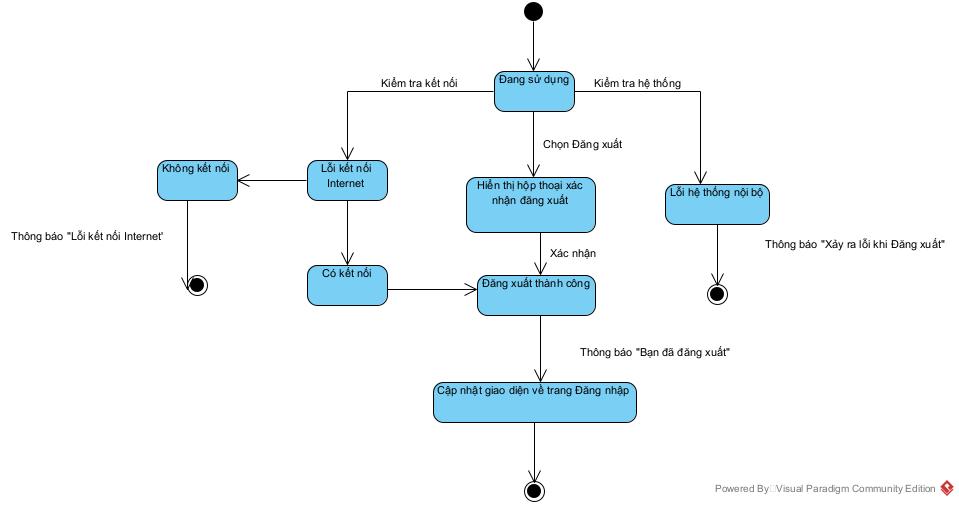 Đang sử dụng
Kiểm tra kết nối
Kiểm tra hệ thống
Chọn Đăng xuất
Không kết nối
Lỗi kết nối
Internet
Hiển thị hộp thoại xác
nhận đăng xuất
Lỗi hệ thống nội bộ
Thông báo "Lỗi kết nối Internet'
Xác nhận
Thông báo "Xảy ra lỗi khi Đăng xuất"
Có kết nối
Đăng xuất thành công
Thông báo "Bạn đã đăng xuất"
Cập nhật giao diện về trang Đăng nhập
Powered By Visual Paradigm Community Edition